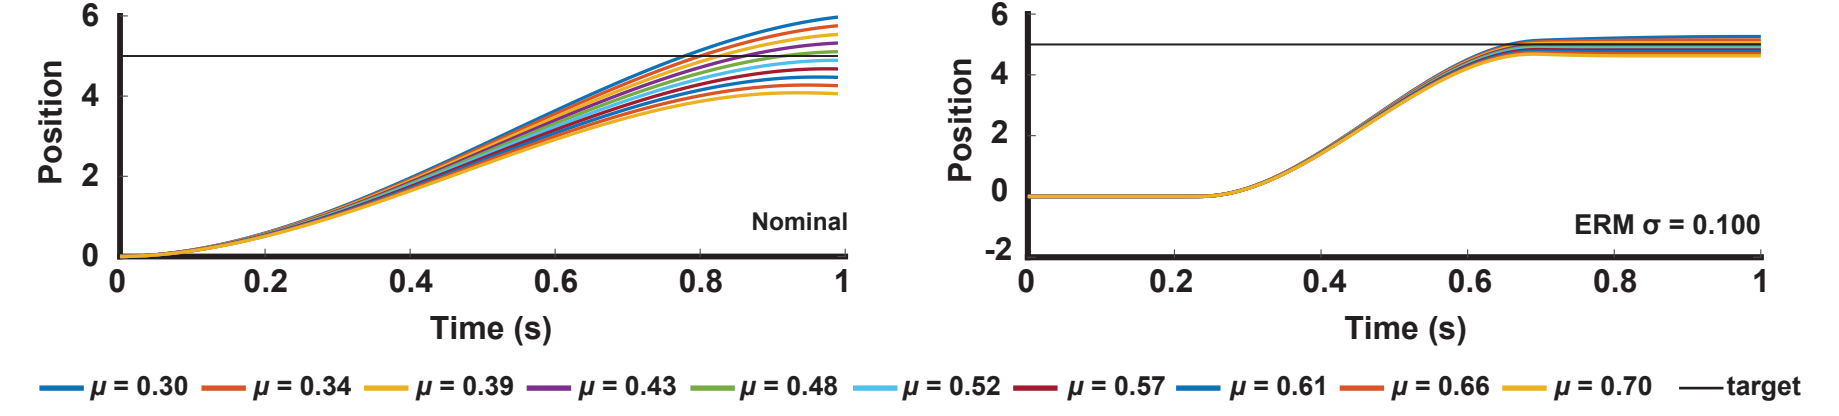 6
4
2
0
Position
Nominal
0 0.2 0.4 0.6 0.8 1
Time (s)
6
4
2
0
-2
Position
ERM σ = 0.100
0 0.2 0.4 0.6 0.8 1
Time (s)
μ = 0.30 μ = 0.34 μ = 0.39 μ = 0.43 μ = 0.48 μ = 0.52 μ = 0.57 μ = 0.61 μ = 0.66 μ = 0.70 target